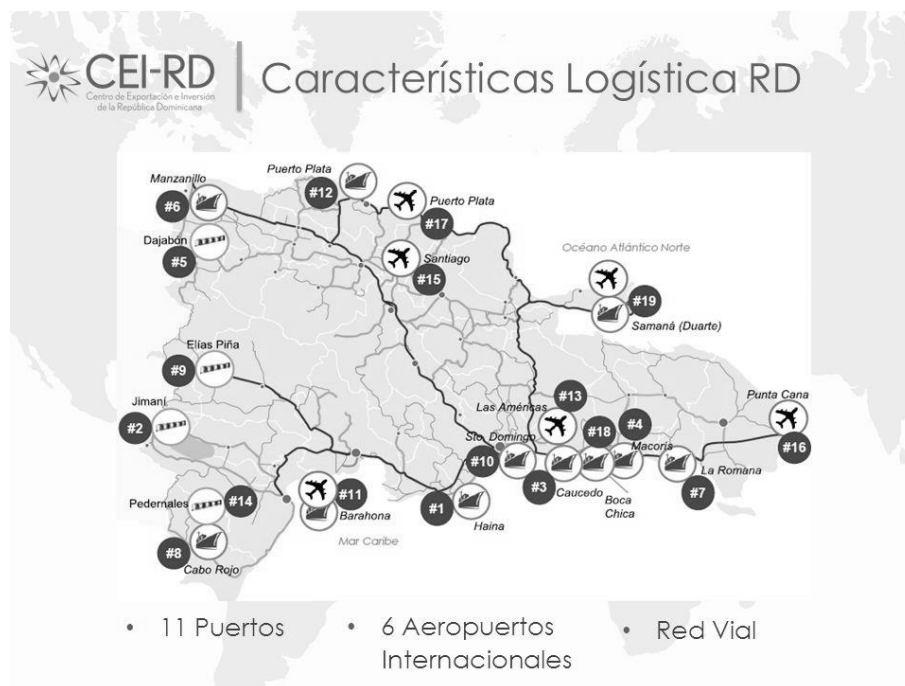 CEI-RD
Centro de Exportación e Inversión
de la República Dominicana
Características Logística RD
Manzanillo
#6
Puerto Plata
#12
Puerto Plata
#17
Dajabón
#5
Santiago
#15
Océano Atlántico Norte
#19
Samaná (Duarte)
Elías Piña
#9
Jimaní
#2
Las Américas
#13
Punta Cana
#16
Sto. Domingo
#10
#18
#4
Macorís
#3
Caucedo
Boca
Chica
La Romana
#7
Pedernales
#14
#11
Barahona
#1
Haina
Mar Caribe
#8
Cabo Rojo
• 11 Puertos
• 6 Aeropuertos
Internacionales
• Red Vial